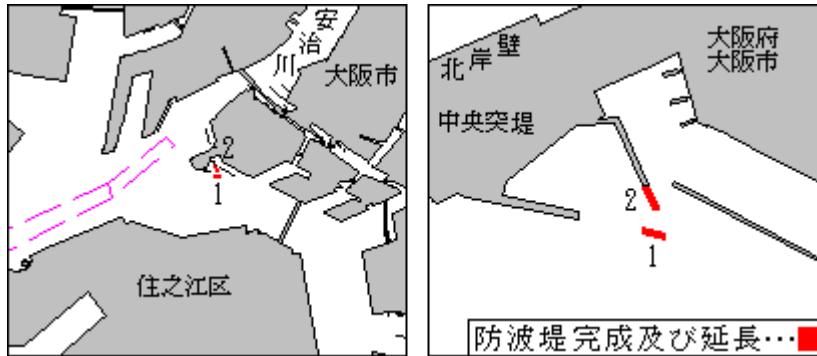 安治川
大阪市
2
1
住之江区
北岸壁
大阪府
大阪市
中央突堤
2
1
防波堤完成及び延長…